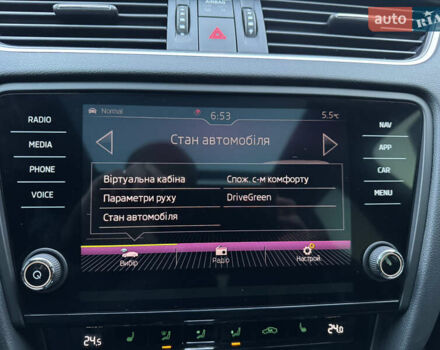 AIRBAG
auto RIA
RADIO
MEDIA
PHONE
VOICE
NAV
APP
CAR
MENU
Normal 6:53 5.5°C
Стан автомобіля
Віртуальна кабіна Спож. с-м комфорту
Параметри руху DriveGreen
Стан автомобіля
Вибір Радіо Настрой.
24.5 24.0